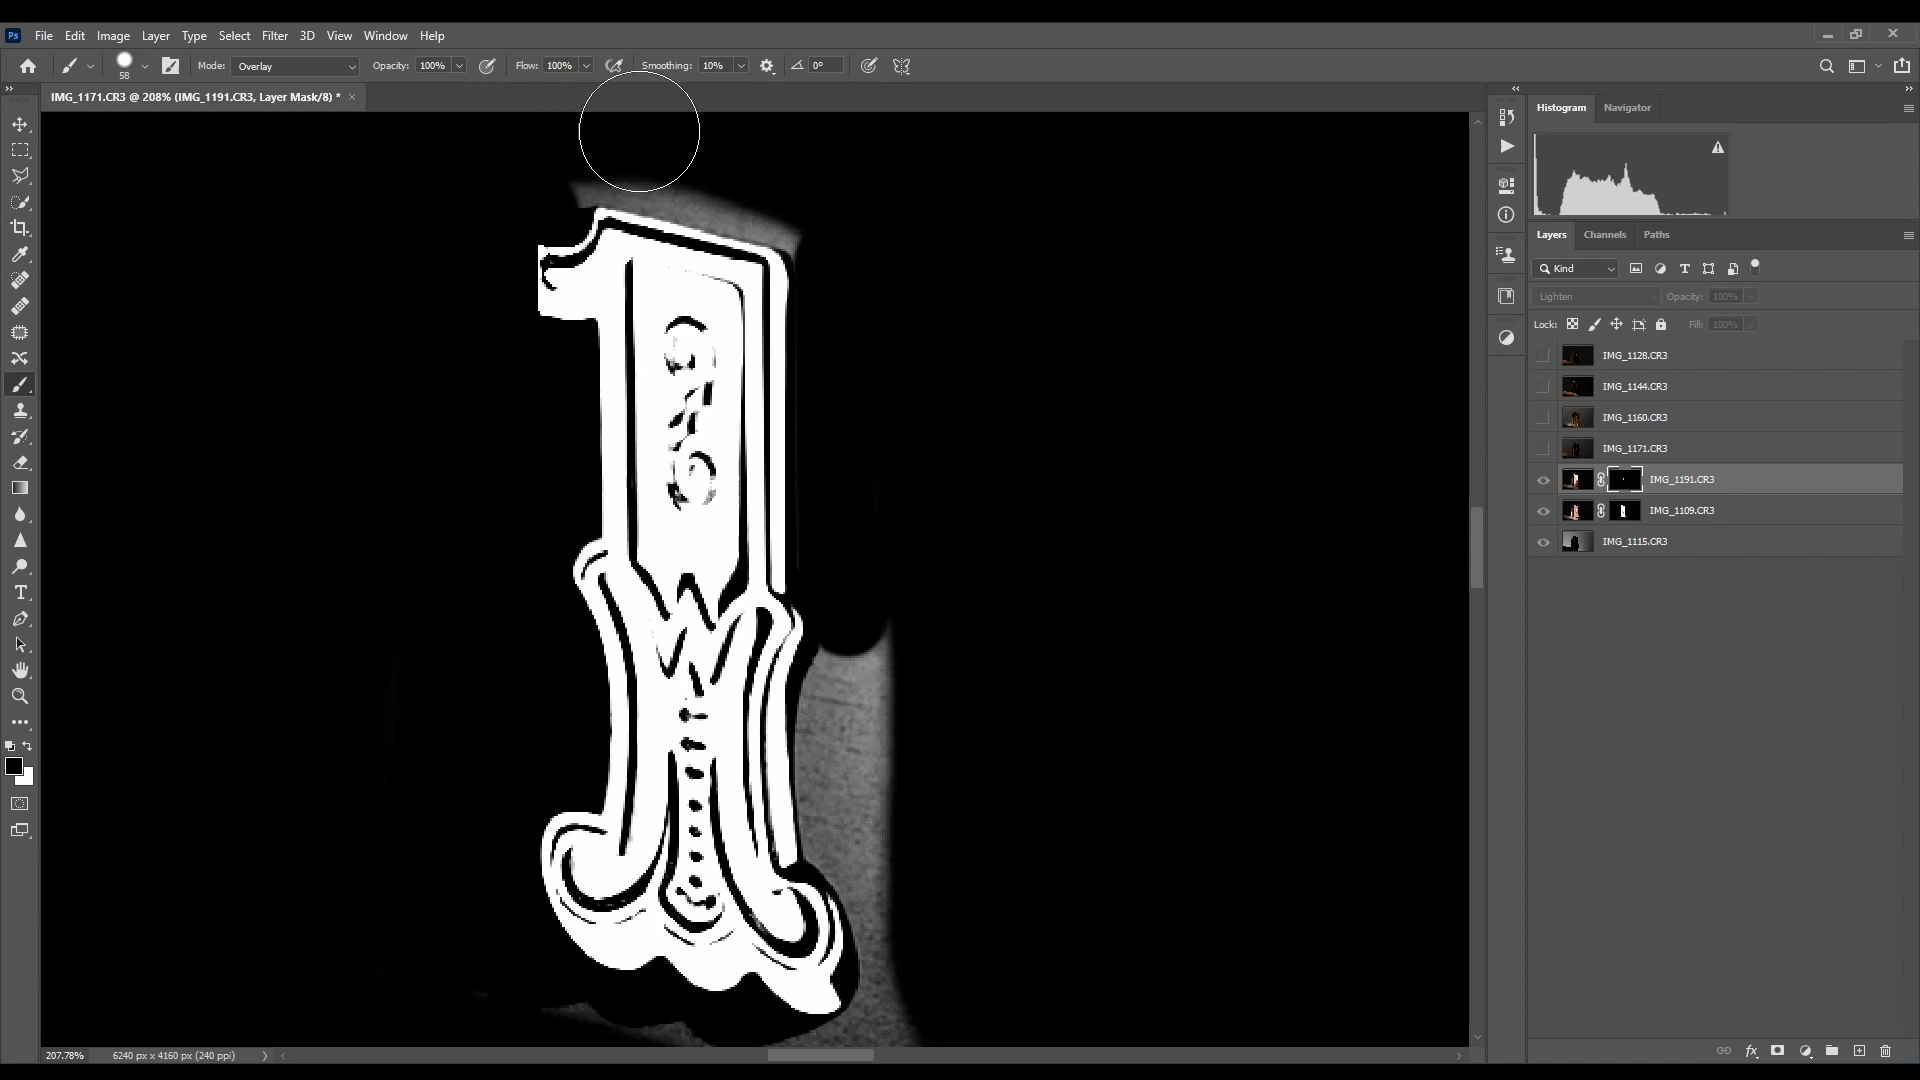 Ps File Edit Image Layer Type Select Filter 3D View Window Help
58 Mode: Overlay Opacity: 100% Flow: 100% Smoothing: 10% 0°
IMG_1171.CR3 @ 208% (IMG_1191.CR3, Layer Mask/8) * ×
Histogram Navigator
Layers Channels Paths
Kind
Lighten Opacity: 100%
Lock: Fill: 100%
IMG_1128.CR3
IMG_1144.CR3
IMG_1160.CR3
IMG_1171.CR3
IMG_1191.CR3
IMG_1109.CR3
IMG_1115.CR3
207.78% 6240 px x 4160 px (240 ppi)
fx